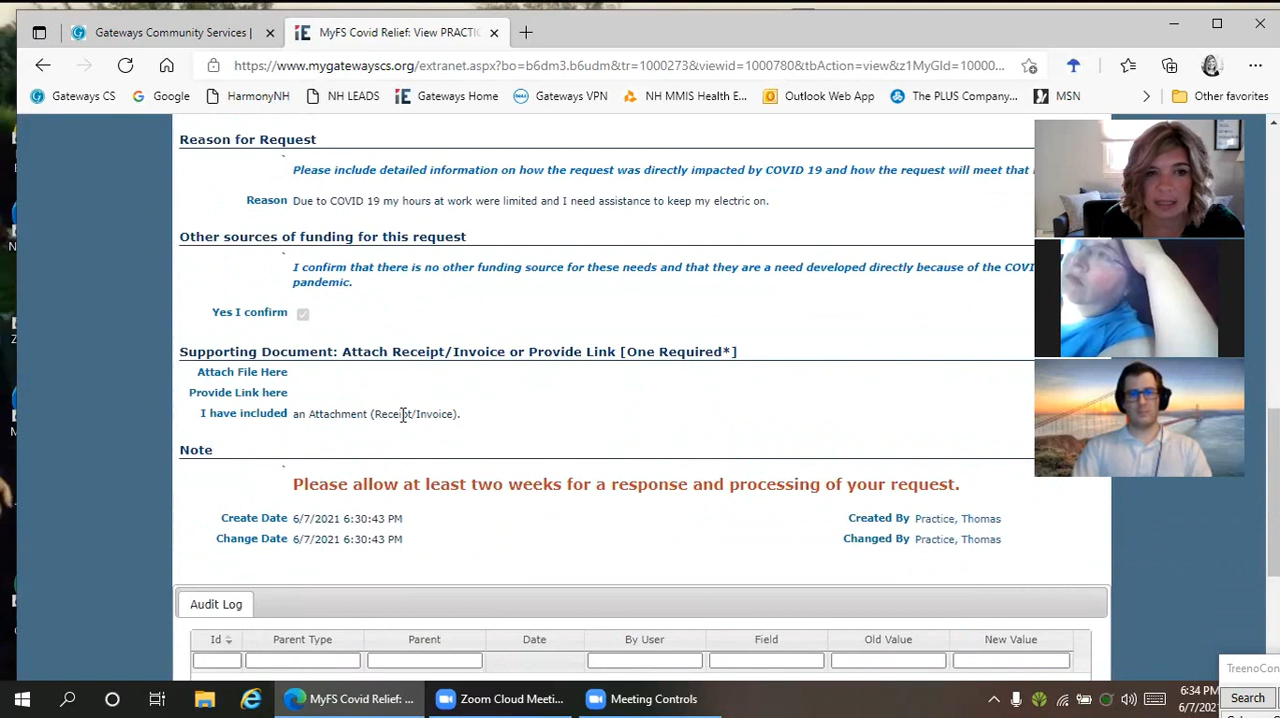 Gateways Community Services |
MyFS Covid Relief: View PRACTIC
https://www.mygatewayscs.org/extranet.aspx?bo=b6dm3.b6udm&tr=1000273&viewid=1000780&tbAction=view&z1MyGId=10000...
Gateways CS
Google
HarmonyNH
NH LEADS
Gateways Home
Gateways VPN
NH MMIS Health E...
Outlook Web App
The PLUS Company...
MSN
Other favorites
Reason for Request
Please include detailed information on how the request was directly impacted by COVID 19 and how the request will meet that
Reason Due to COVID 19 my hours at work were limited and I need assistance to keep my electric on.
Other sources of funding for this request
I confirm that there is no other funding source for these needs and that they are a need developed directly because of the COVI
pandemic.
Yes I confirm
Supporting Document: Attach Receipt/Invoice or Provide Link [One Required*]
Attach File Here
Provide Link here
I have included an Attachment (Receipt/Invoice).
Note
Please allow at least two weeks for a response and processing of your request.
Create Date 6/7/2021 6:30:43 PM Created By Practice, Thomas
Change Date 6/7/2021 6:30:43 PM Changed By Practice, Thomas
Audit Log
Id Parent Type Parent Date By User Field Old Value New Value
TreenoCon
Search
MyFS Covid Relief: ...
Zoom Cloud Meeti...
Meeting Controls
6:34 PM
6/7/202